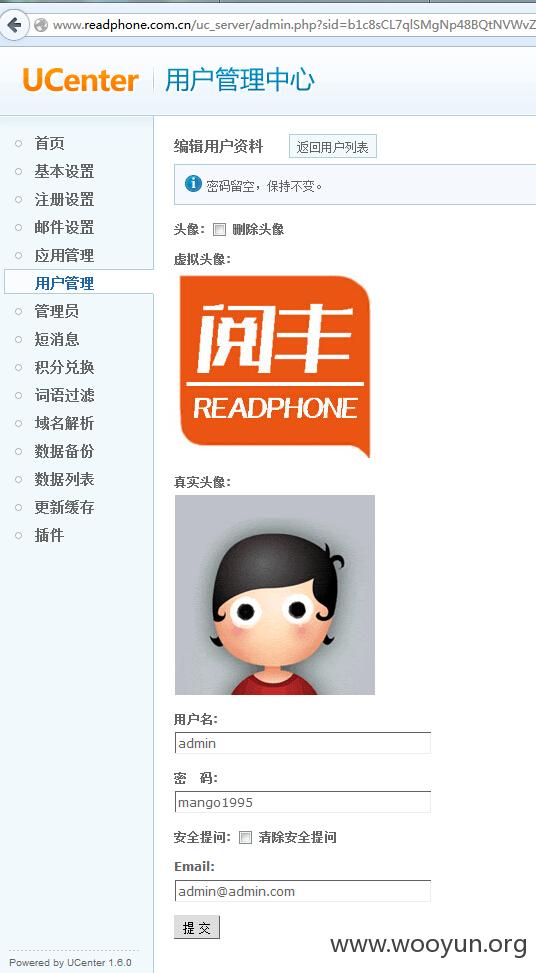 www.readphone.com.cn/uc_server/admin.php?sid=b1c8sCL7qlSMgNp48BQtNVWvZ
UCenter 用户管理中心
首页
基本设置
注册设置
邮件设置
应用管理
用户管理
管理员
短消息
积分兑换
词语过滤
域名解析
数据备份
数据列表
更新缓存
插件
编辑用户资料 返回用户列表
密码留空，保持不变。
头像: 删除头像
虚拟头像:
阅丰
READPHONE
真实头像:
用户名:
admin
密 码:
mango1995
安全提问: 清除安全提问
Email:
admin@admin.com
提 交
Powered by UCenter 1.6.0
www.wooyun.org